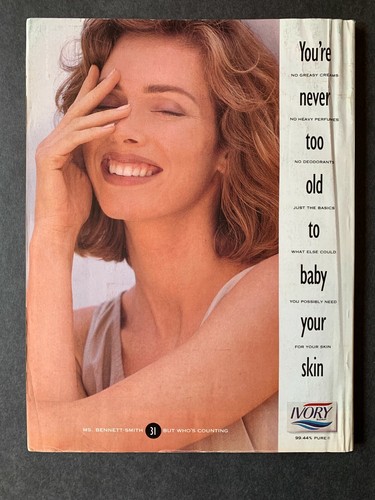 You're
NO GREASY CREAMS
never
NO HEAVY PERFUMES
too
NO DEODORANTS
old
JUST THE BASICS
to
WHAT ELSE COULD
baby
YOU POSSIBLY NEED
your
FOR YOUR SKIN
skin
IVORY
99-44% PURE®
MS. BENNETT-SMITH 31 BUT WHO'S COUNTING